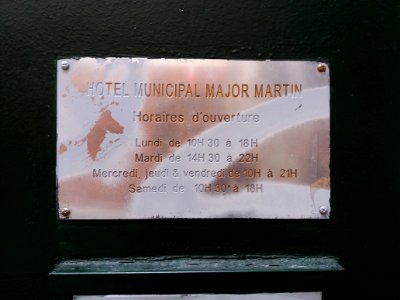 HOTEL MUNICIPAL MAJOR MARTIN
Horaires d'ouverture
Lundi de 10H 30 à 18H
Mardi de 14H 30 à 22H
Mercredi, jeudi & vendredi de 10H à 21H
Samedi de 10H 30 à 18H